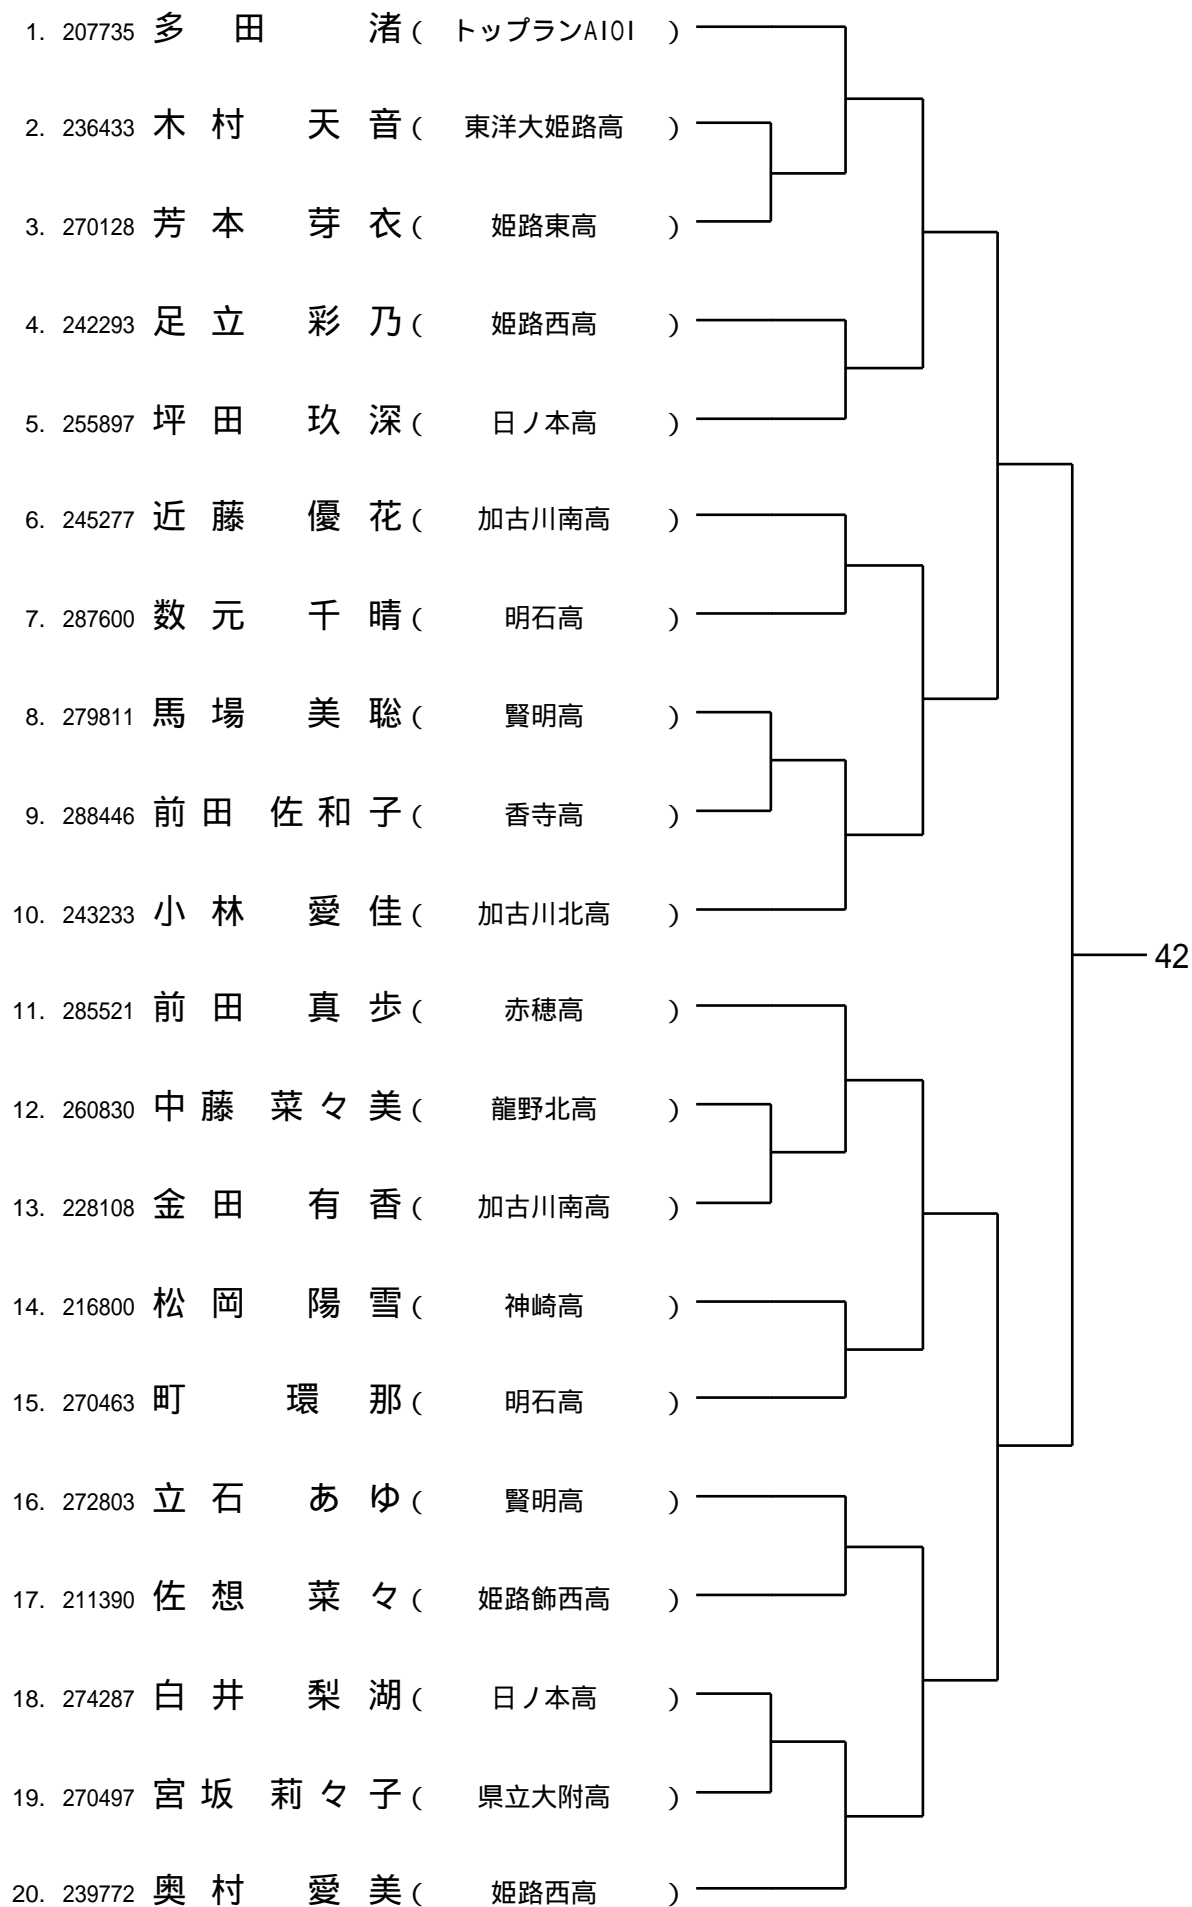 1. 207735 多田 渚 ( トップランAIOI )
2. 236433 木村 天音 ( 東洋大姫路高 )
3. 270128 芳本 芽衣 ( 姫路東高 )
4. 242293 足立 彩乃 ( 姫路西高 )
5. 255897 坪田 玖深 ( 日ノ本高 )
6. 245277 近藤 優花 ( 加古川南高 )
7. 287600 数元 千晴 ( 明石高 )
8. 279811 馬場 美聡 ( 賢明高 )
9. 288446 前田 佐和子 ( 香寺高 )
10. 243233 小林 愛佳 ( 加古川北高 )
42
11. 285521 前田 真歩 ( 赤穂高 )
12. 260830 中藤 菜々美 ( 龍野北高 )
13. 228108 金田 有香 ( 加古川南高 )
14. 216800 松岡 陽雪 ( 神崎高 )
15. 270463 町 環那 ( 明石高 )
16. 272803 立石 あゆ ( 賢明高 )
17. 211390 佐想 菜々 ( 姫路飾西高 )
18. 274287 白井 梨湖 ( 日ノ本高 )
19. 270497 宮坂 莉々子 ( 県立大附高 )
20. 239772 奥村 愛美 ( 姫路西高 )